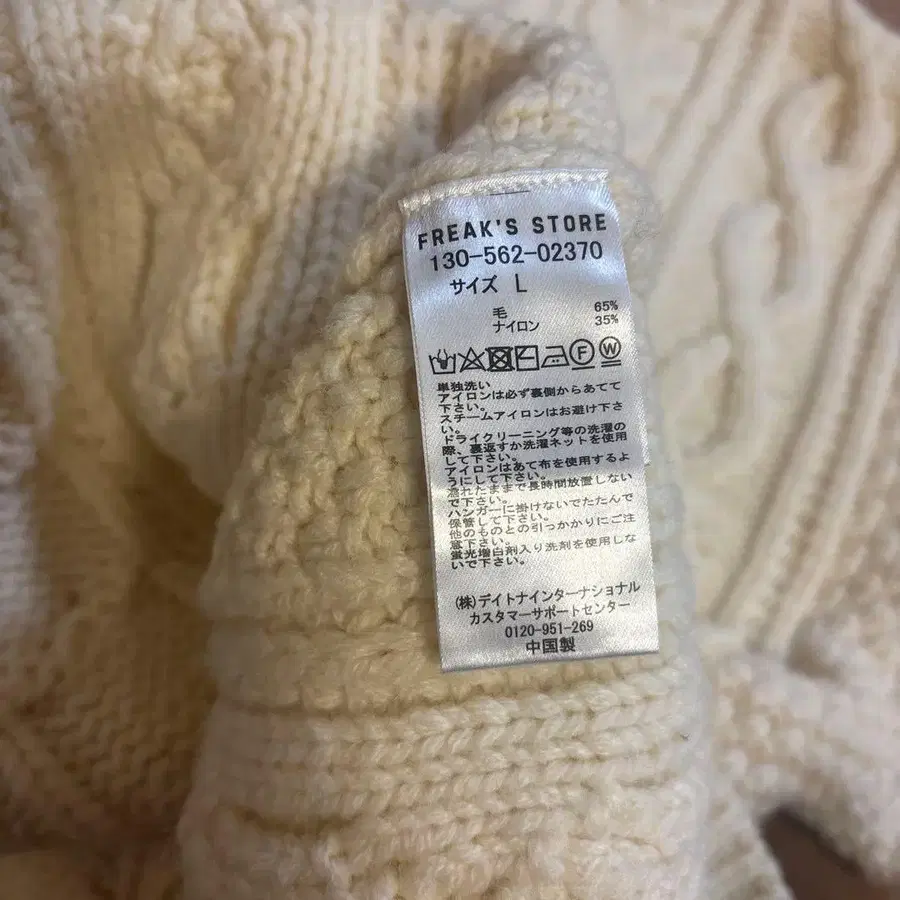 FREAK'S STORE
130-562-02370
サイズ L
毛 65%
ナイロン 35%
F W
単独洗い
アイロンは必ず裏側からあてて
下さい。
スチームアイロンはお避け下さ
い。
ドライクリーニング等の洗濯の
際、裏返すか洗濯ネットを使用
して下さい。
アイロンはあて布を使用するよ
うにして下さい。
濡れたままで長時間放置しない
で下さい。
ハンガーに掛けないでたたんで
保管して下さい。
他のものとの引っかかりにご注
意下さい。
蛍光増白剤入り洗剤を使用しな
いで下さい。
(株)デイトナインターナショナル
カスタマーサポートセンター
0120-951-269
中国製